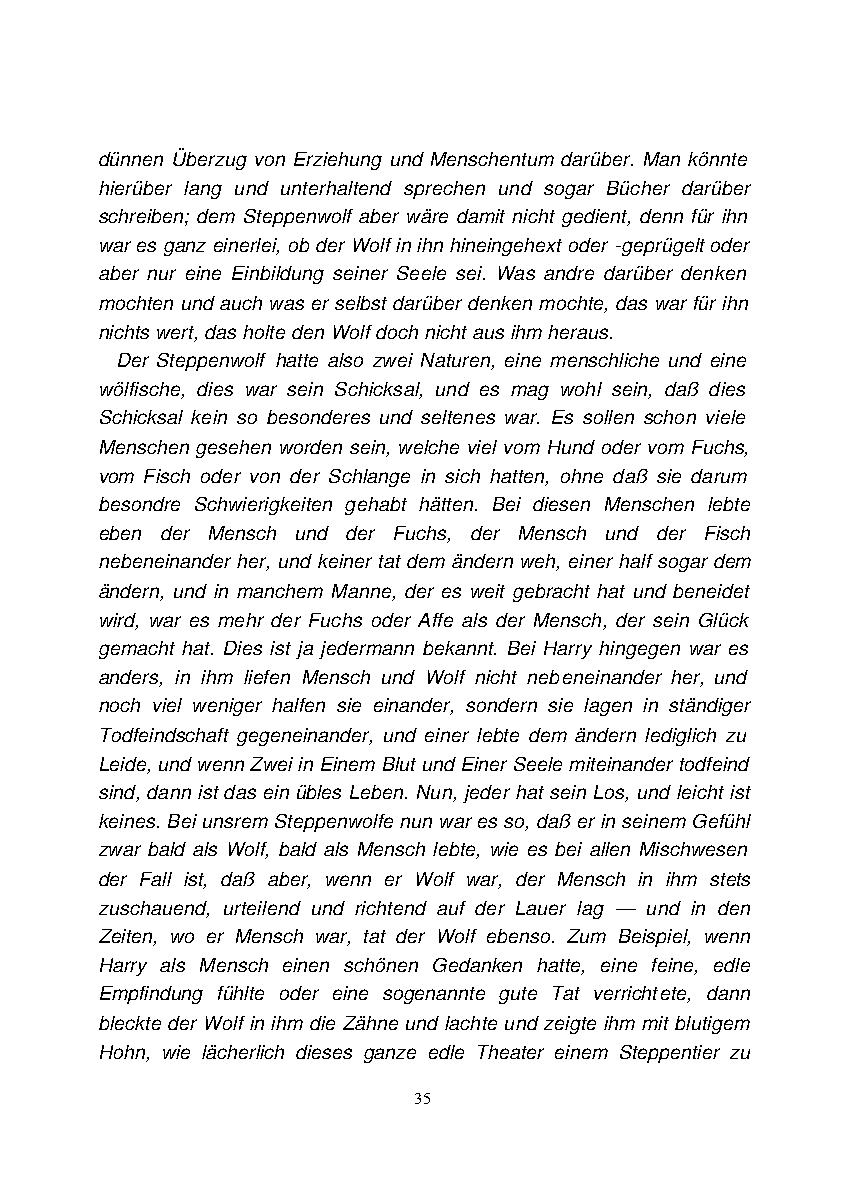 dünnen Überzug von Erziehung und Menschentum darüber. Man könnte
hierüber lang und unterhaltend sprechen und sogar Bücher darüber
schreiben; dem Steppenwolf aber wäre damit nicht gedient, denn für ihn
war es ganz einerlei, ob der Wolf in ihn hineingehext oder -geprügelt oder
aber nur eine Einbildung seiner Seele sei. Was andre darüber denken
mochten und auch was er selbst darüber denken mochte, das war für ihn
nichts wert, das holte den Wolf doch nicht aus ihm heraus.
Der Steppenwolf hatte also zwei Naturen, eine menschliche und eine
wölfische, dies war sein Schicksal, und es mag wohl sein, daß dies
Schicksal kein so besonderes und seltenes war. Es sollen schon viele
Menschen gesehen worden sein, welche viel vom Hund oder vom Fuchs,
vom Fisch oder von der Schlange in sich hatten, ohne daß sie darum
besondre Schwierigkeiten gehabt hätten. Bei diesen Menschen lebte
eben der Mensch und der Fuchs, der Mensch und der Fisch
nebeneinander her, und keiner tat dem ändern weh, einer half sogar dem
ändern, und in manchem Manne, der es weit gebracht hat und beneidet
wird, war es mehr der Fuchs oder Affe als der Mensch, der sein Glück
gemacht hat. Dies ist ja jedermann bekannt. Bei Harry hingegen war es
anders, in ihm liefen Mensch und Wolf nicht nebeneinander her, und
noch viel weniger halfen sie einander, sondern sie lagen in ständiger
Todfeindschaft gegeneinander, und einer lebte dem ändern lediglich zu
Leide, und wenn Zwei in Einem Blut und Einer Seele miteinander todfeind
sind, dann ist das ein übles Leben. Nun, jeder hat sein Los, und leicht ist
keines. Bei unsrem Steppenwolfe nun war es so, daß er in seinem Gefühl
zwar bald als Wolf, bald als Mensch lebte, wie es bei allen Mischwesen
der Fall ist, daß aber, wenn er Wolf war, der Mensch in ihm stets
zuschauend, urteilend und richtend auf der Lauer lag — und in den
Zeiten, wo er Mensch war, tat der Wolf ebenso. Zum Beispiel, wenn
Harry als Mensch einen schönen Gedanken hatte, eine feine, edle
Empfindung fühlte oder eine sogenannte gute Tat verrichtete, dann
bleckte der Wolf in ihm die Zähne und lachte und zeigte ihm mit blutigem
Hohn, wie lächerlich dieses ganze edle Theater einem Steppentier zu
35